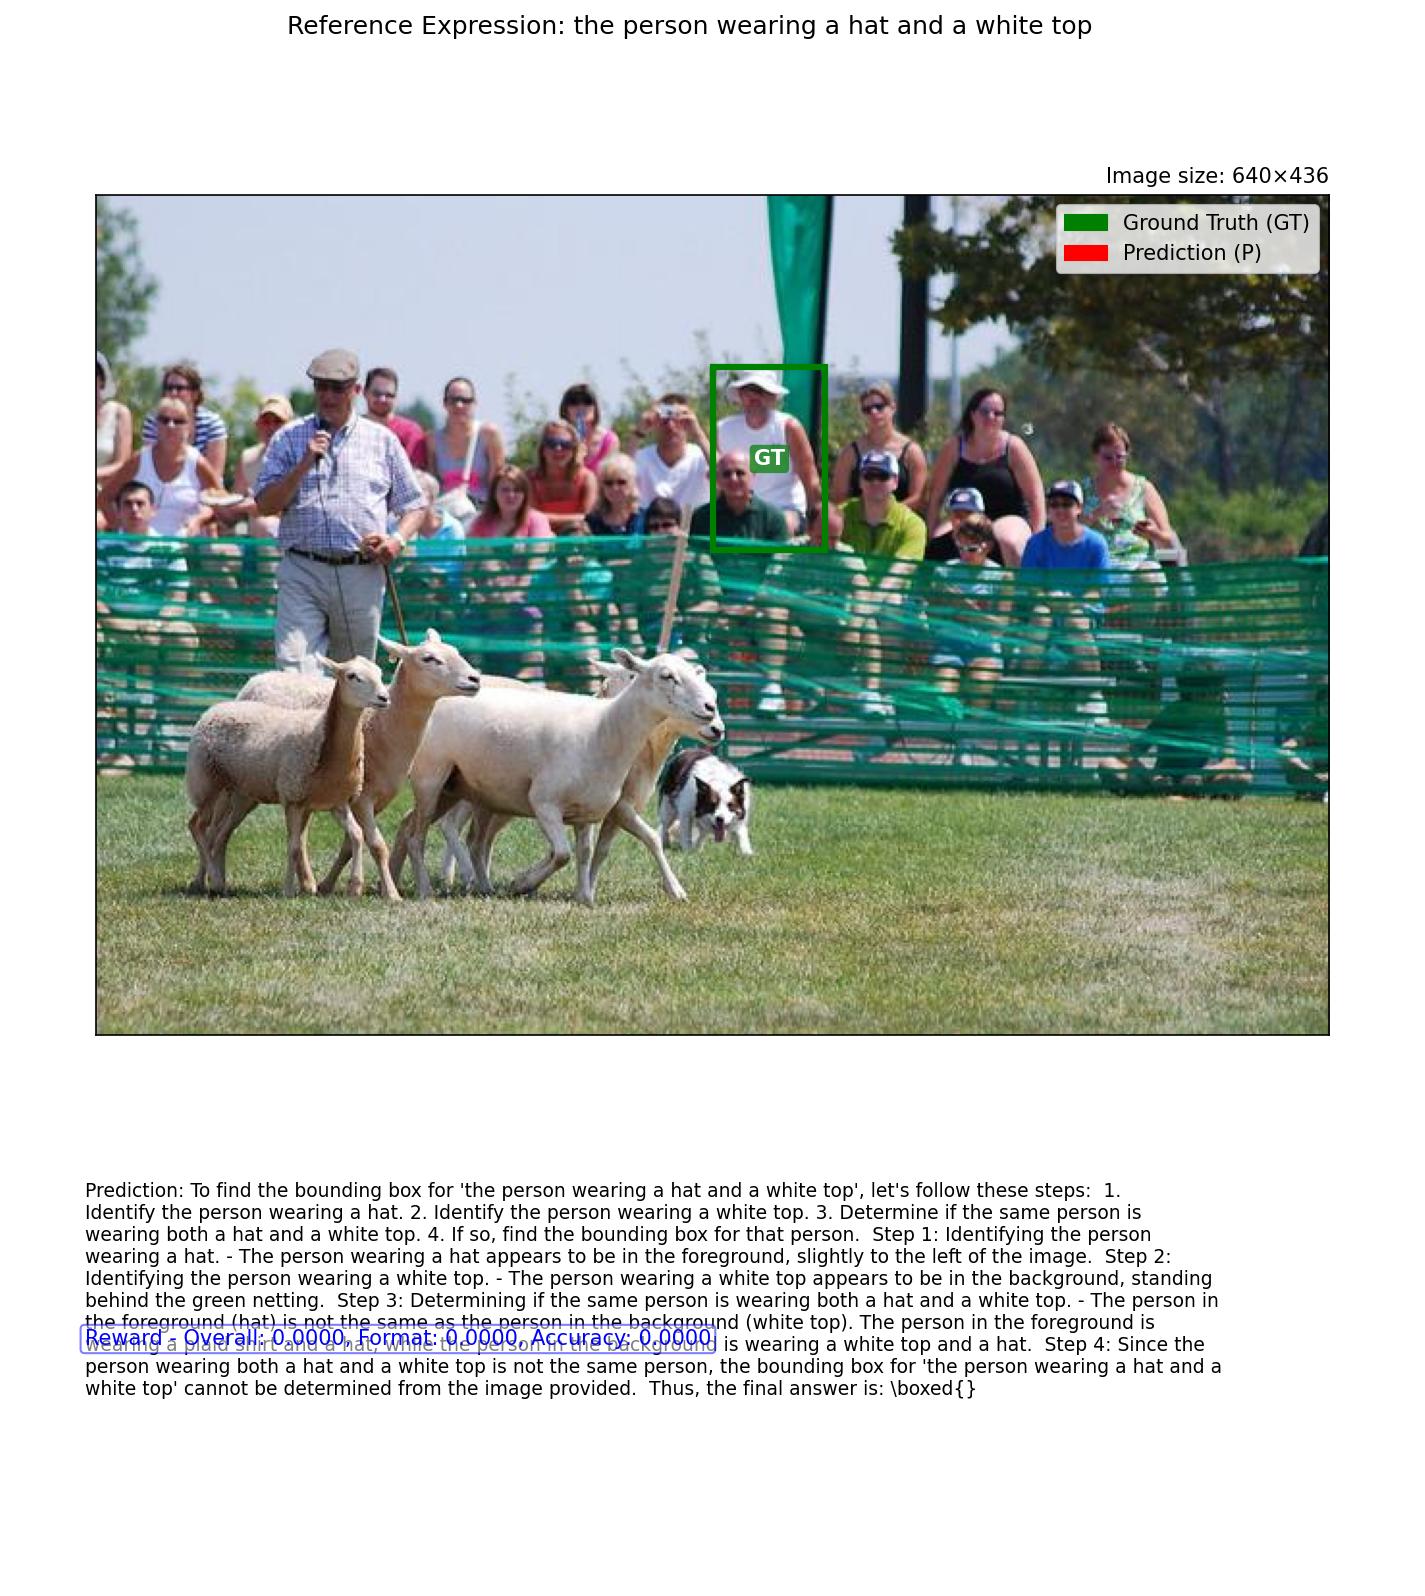 Reference Expression: the person wearing a hat and a white top
Image size: 640×436
Ground Truth (GT)
Prediction (P)
GT
Prediction: To find the bounding box for 'the person wearing a hat and a white top', let's follow these steps:  1.
Identify the person wearing a hat. 2. Identify the person wearing a white top. 3. Determine if the same person is
wearing both a hat and a white top. 4. If so, find the bounding box for that person.  Step 1: Identifying the person
wearing a hat. - The person wearing a hat appears to be in the foreground, slightly to the left of the image.  Step 2:
Identifying the person wearing a white top. - The person wearing a white top appears to be in the background, standing
behind the green netting.  Step 3: Determining if the same person is wearing both a hat and a white top. - The person in
the foreground (hat) is not the same as the person in the background (white top). The person in the foreground is
Reward - Overall: 0.0000, Format: 0.0000, Accuracy: 0.0000
wearing a plaid shirt and a hat, while the person in the background is wearing a white top and a hat.  Step 4: Since the
person wearing both a hat and a white top is not the same person, the bounding box for 'the person wearing a hat and a
white top' cannot be determined from the image provided.  Thus, the final answer is: \boxed{}